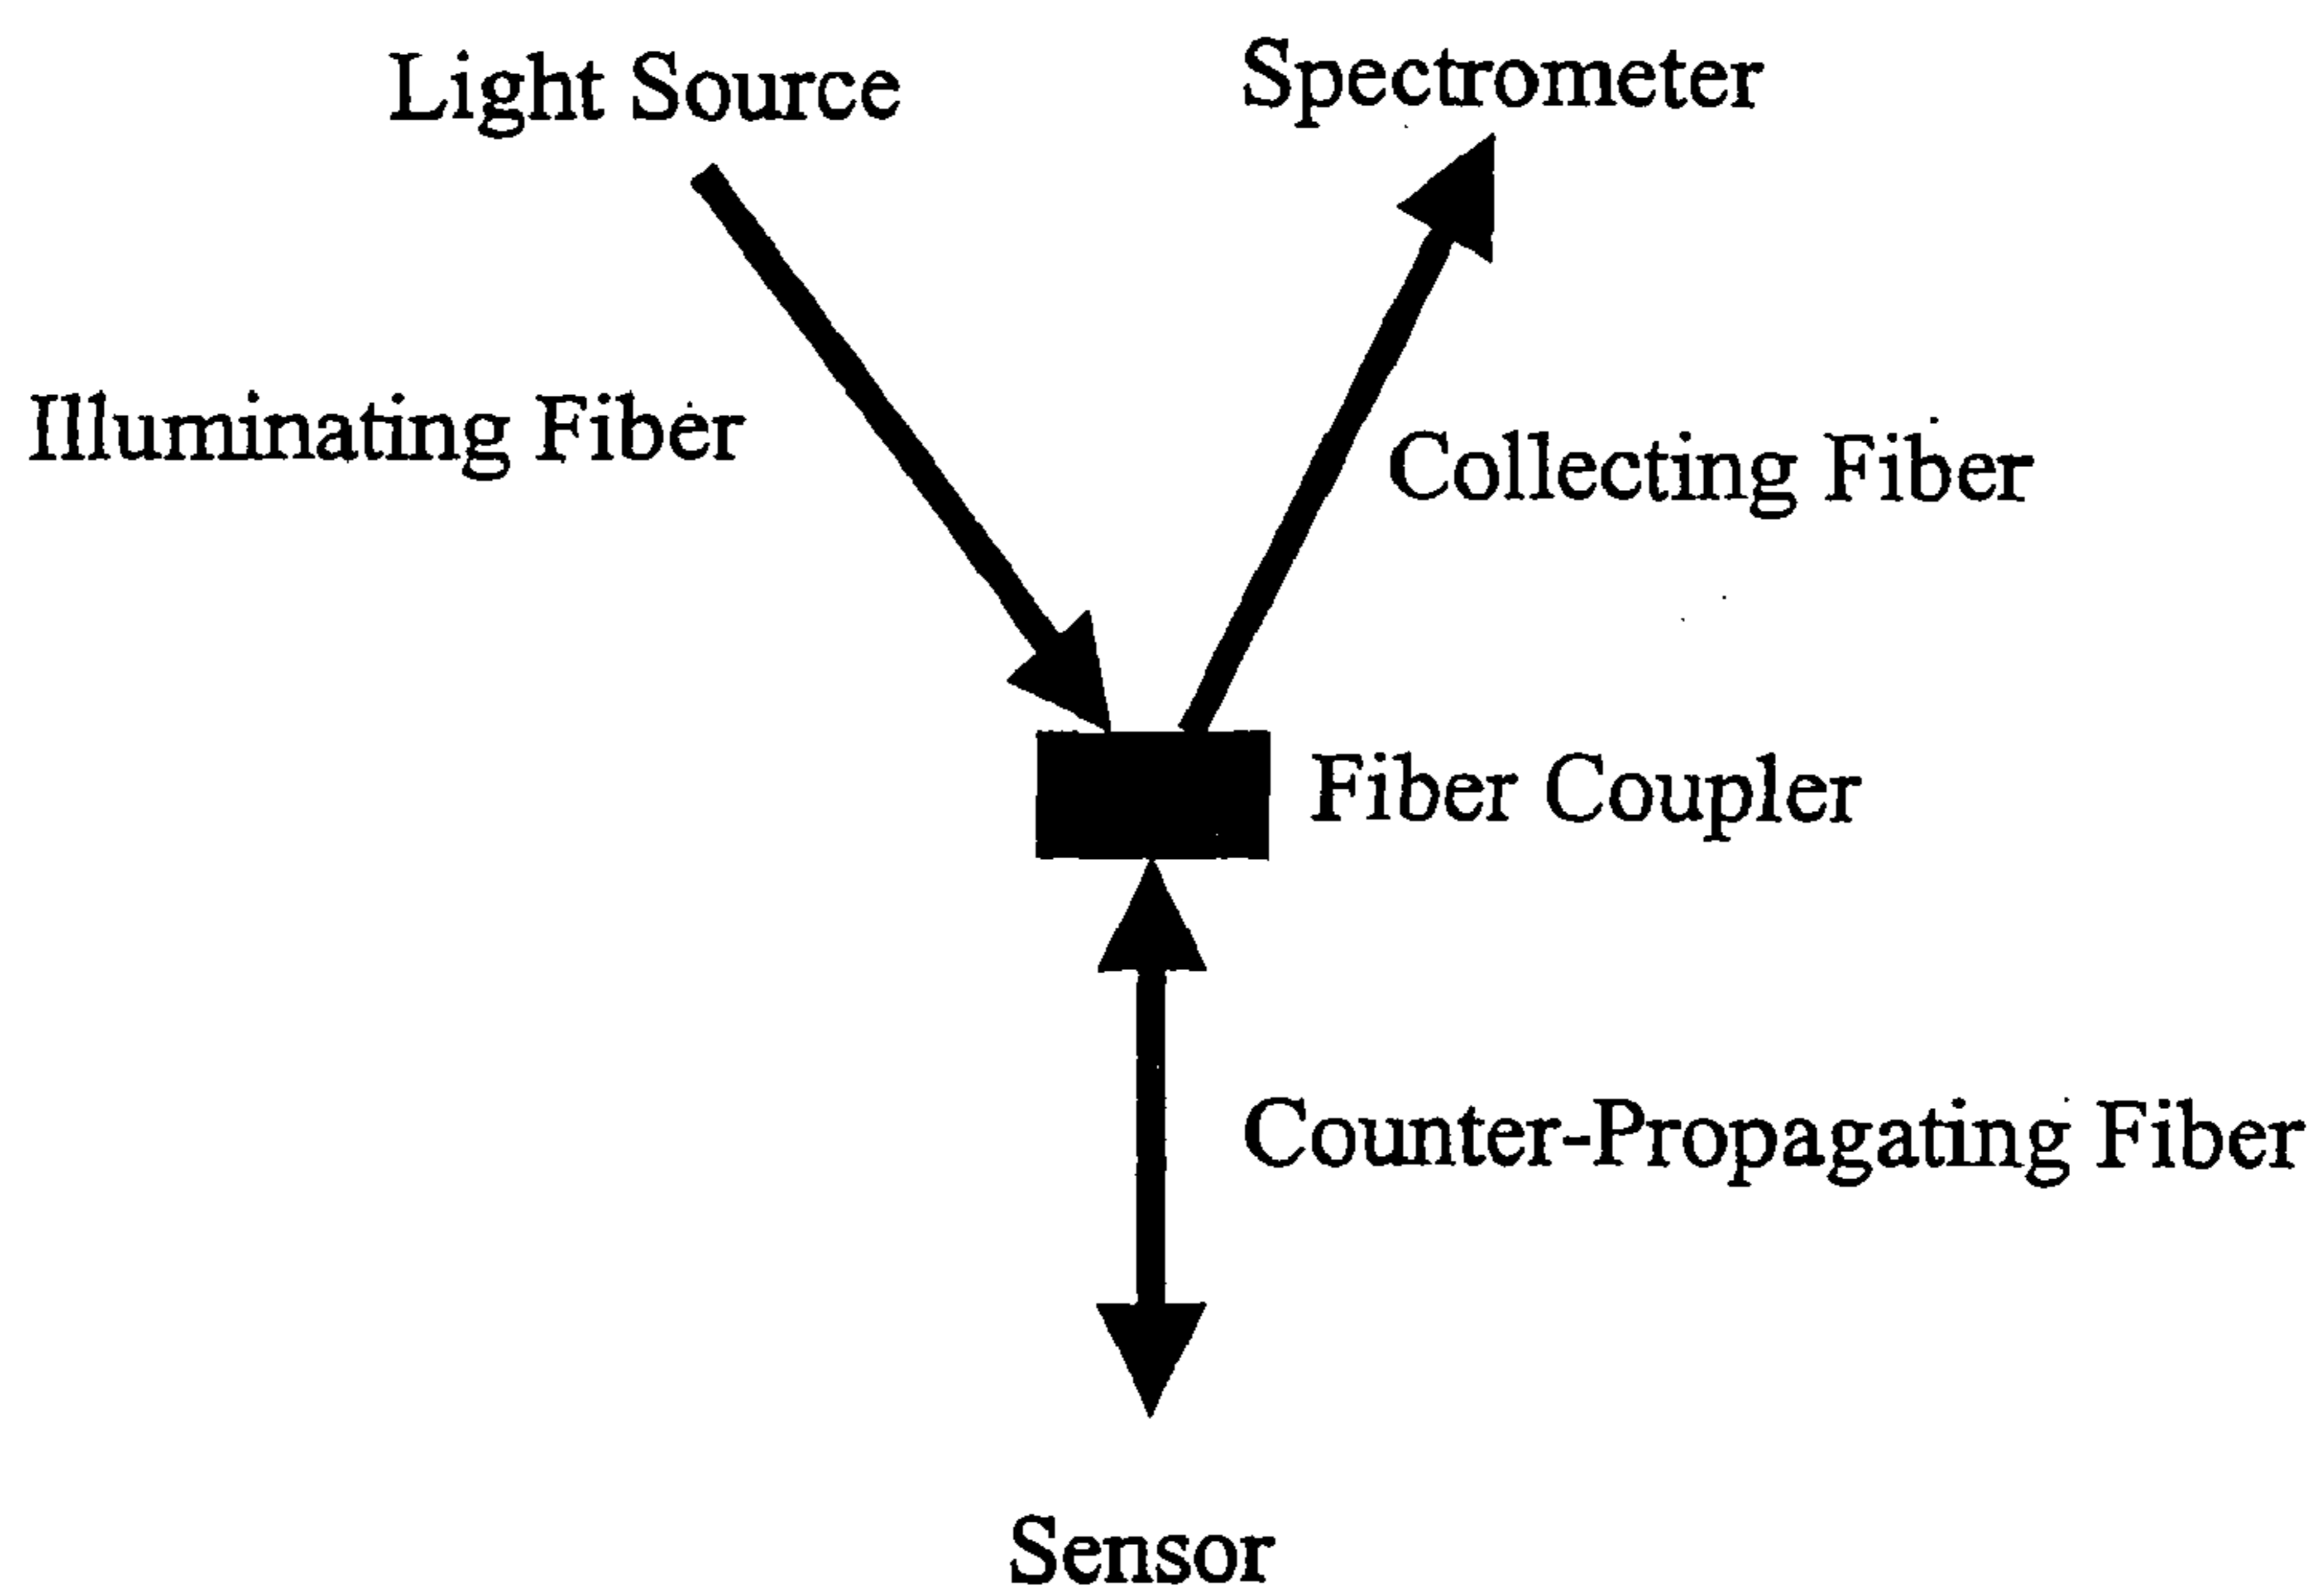 Light Source
Spectrometer
Illuminating Fiber
Collecting Fiber
Fiber Coupler
Counter-Propagating Fiber
Sensor